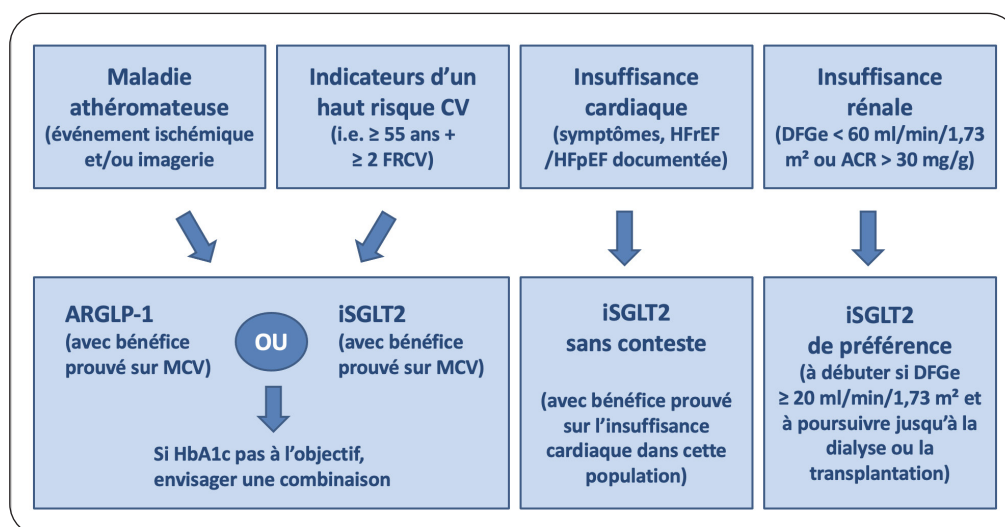 Maladie
athéromateuse
(événement ischémique
et/ou imagerie
Indicateurs d’un
haut risque CV
(i.e. ≥ 55 ans +
≥ 2 FRCV)
Insuffisance
cardiaque
(symptômes, HFrEF
/HFpEF documentée)
Insuffisance
rénale
(DFGe < 60 ml/min/1,73
m² ou ACR > 30 mg/g)
ARGLP-1
(avec bénéfice
prouvé sur MCV)
OU
iSGLT2
(avec bénéfice
prouvé sur MCV)
Si HbA1c pas à l’objectif,
envisager une combinaison
iSGLT2
sans conteste
(avec bénéfice prouvé
sur l’insuffisance
cardiaque dans cette
population)
iSGLT2
de préférence
(à débuter si DFGe
≥ 20 ml/min/1,73 m² et
à poursuivre jusqu’à la
dialyse ou la
transplantation)